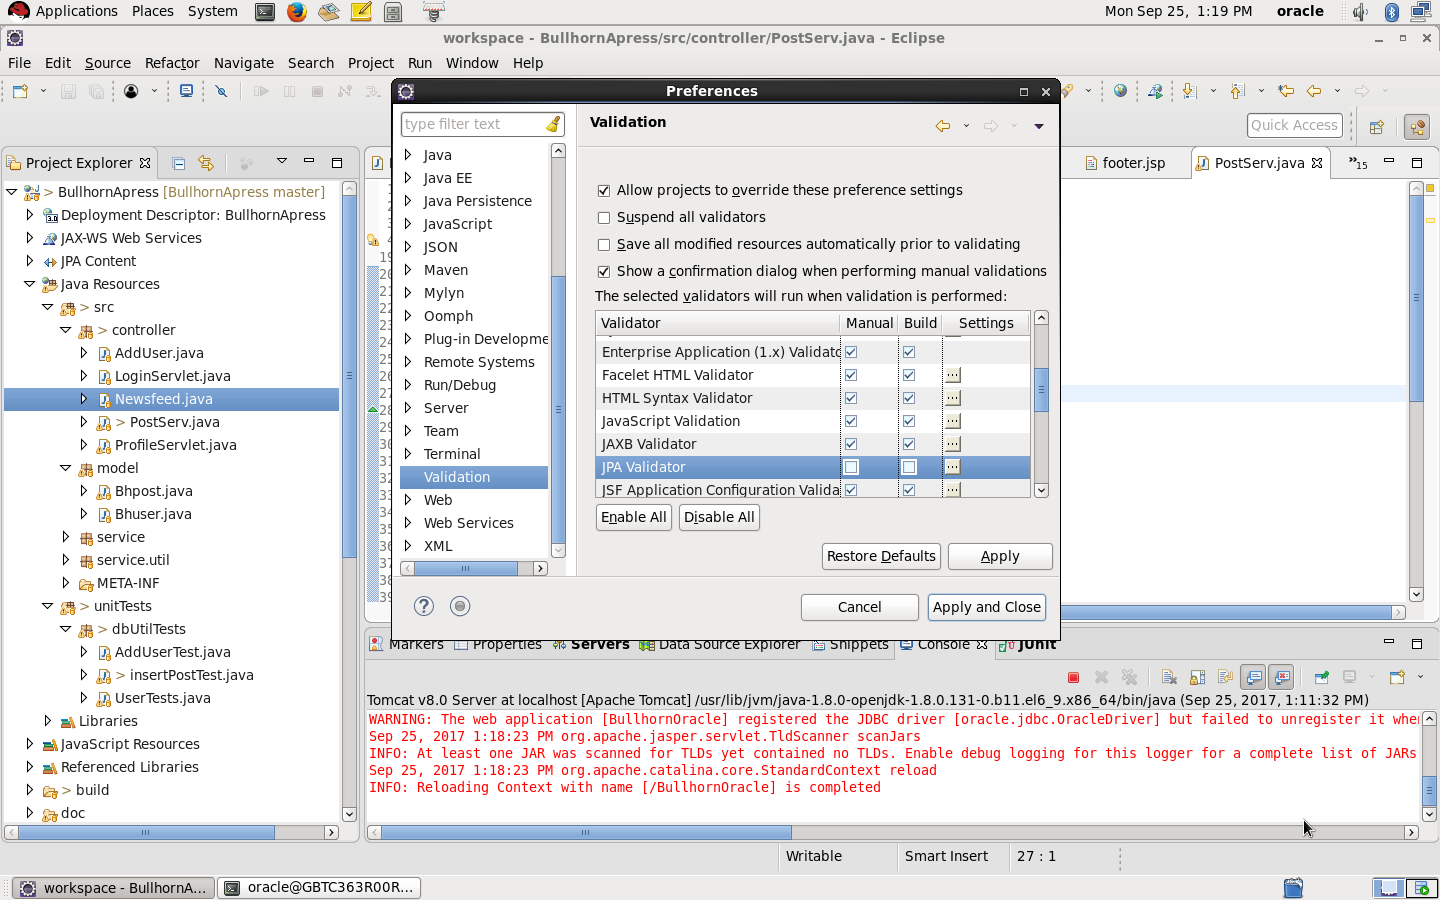 Applications Places System Mon Sep 25, 1:19 PM oracle
workspace - BullhornApress/src/controller/PostServ.java - Eclipse
File Edit Source Refactor Navigate Search Project Run Window Help
Quick Access
Project Explorer
> BullhornApress [BullhornApress master]
Deployment Descriptor: BullhornApress
JAX-WS Web Services
JPA Content
Java Resources
> src
> controller
AddUser.java
LoginServlet.java
Newsfeed.java
> PostServ.java
ProfileServlet.java
model
Bhpost.java
Bhuser.java
service
service.util
META-INF
> unitTests
dbUtilTests
AddUserTest.java
> insertPostTest.java
UserTests.java
Libraries
JavaScript Resources
Referenced Libraries
> build
doc
footer.jsp
PostServ.java
»15
Preferences
type filter text
Java
Java EE
Java Persistence
JavaScript
JSON
Maven
Mylyn
Oomph
Plug-in Developme
Remote Systems
Run/Debug
Server
Team
Terminal
Validation
Web
Web Services
XML
Validation
Allow projects to override these preference settings
Suspend all validators
Save all modified resources automatically prior to validating
Show a confirmation dialog when performing manual validations
The selected validators will run when validation is performed:
Validator Manual Build Settings
Enterprise Application (1.x) Validato
Facelet HTML Validator ...
HTML Syntax Validator ...
JavaScript Validation ...
JAXB Validator ...
JPA Validator ...
JSF Application Configuration Valida ...
Enable All Disable All
Restore Defaults Apply
Cancel Apply and Close
Markers Properties Servers Data Source Explorer Snippets Console JUnit
Tomcat v8.0 Server at localhost [Apache Tomcat] /usr/lib/jvm/java-1.8.0-openjdk-1.8.0.131-0.b11.el6_9.x86_64/bin/java (Sep 25, 2017, 1:11:32 PM)
WARNING: The web application [BullhornOracle] registered the JDBC driver [oracle.jdbc.OracleDriver] but failed to unregister it whe
Sep 25, 2017 1:18:23 PM org.apache.jasper.servlet.TldScanner scanJars
INFO: At least one JAR was scanned for TLDs yet contained no TLDs. Enable debug logging for this logger for a complete list of JARs
Sep 25, 2017 1:18:23 PM org.apache.catalina.core.StandardContext reload
INFO: Reloading Context with name [/BullhornOracle] is completed
Writable Smart Insert 27 : 1
workspace - BullhornA... oracle@GBTC363R00R...